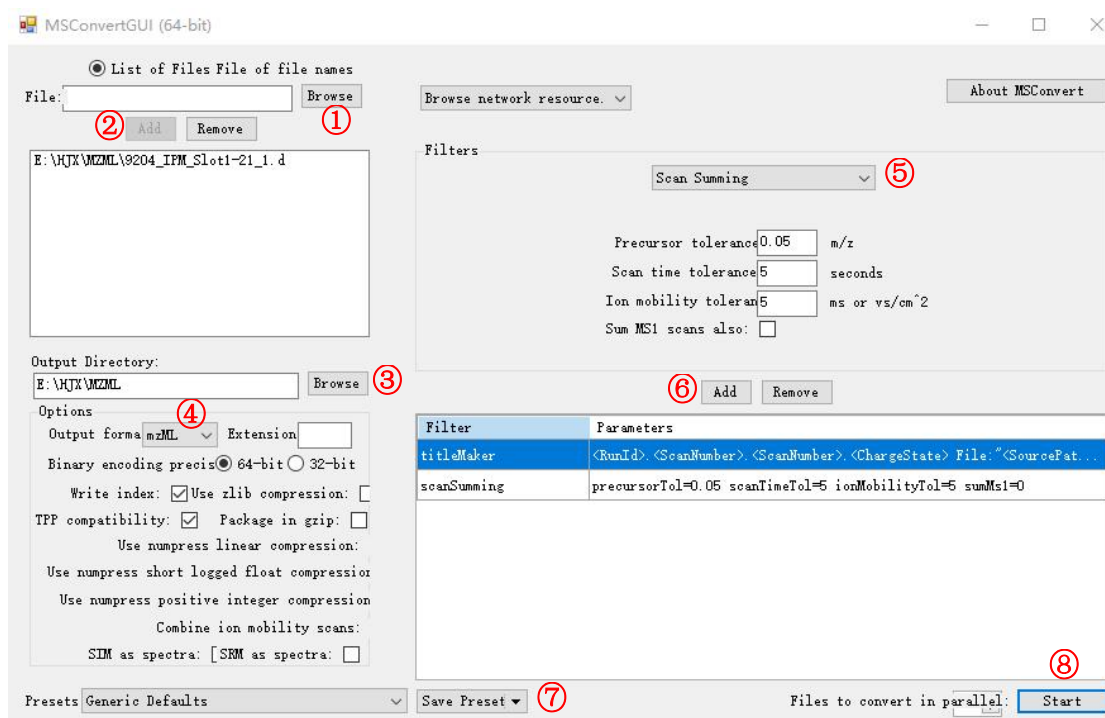 MSConvertGUI (64-bit)
List of Files File of file names
File:
Browse
①
② Add Remove
E:\HJX\MZML\9204_IPM_Slot1-21_1.d
Output Directory:
E:\HJX\MZML
Browse ③
Options
④
Output forma mzML Extension
Binary encoding precis 64-bit 32-bit
Write index: Use zlib compression:
TPP compatibility: Package in gzip:
Use numpress linear compression:
Use numpress short logged float compression
Use numpress positive integer compression
Combine ion mobility scans:
SIM as spectra: [SRM as spectra:
Presets Generic Defaults
Save Preset ⑦
Browse network resource.
About MSConvert
Filters
Scan Summing ⑤
Precursor tolerance 0.05 m/z
Scan time tolerance 5 seconds
Ion mobility toleran 5 ms or vs/cm^2
Sum MS1 scans also:
⑥ Add Remove
Filter Parameters
titleMaker <RunId>.<ScanNumber>.<ScanNumber>.<ChargeState> File:"<SourcePat...
scanSumming precursorTol=0.05 scanTimeTol=5 ionMobilityTol=5 sumMs1=0
⑧
Files to convert in parallel: Start